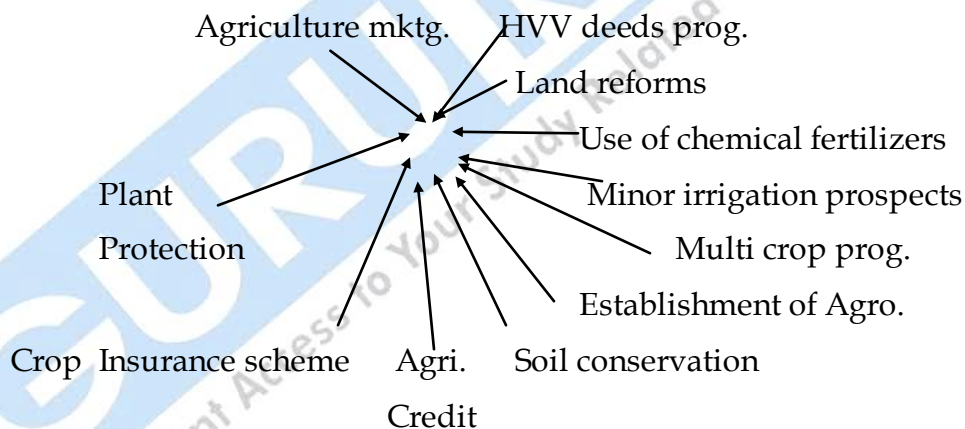 Agriculture mktg. HVV deeds prog.
Land reforms
Use of chemical fertilizers
Plant Minor irrigation prospects
Protection Multi crop prog.
Establishment of Agro.
Crop Insurance scheme Agri. Soil conservation
Credit